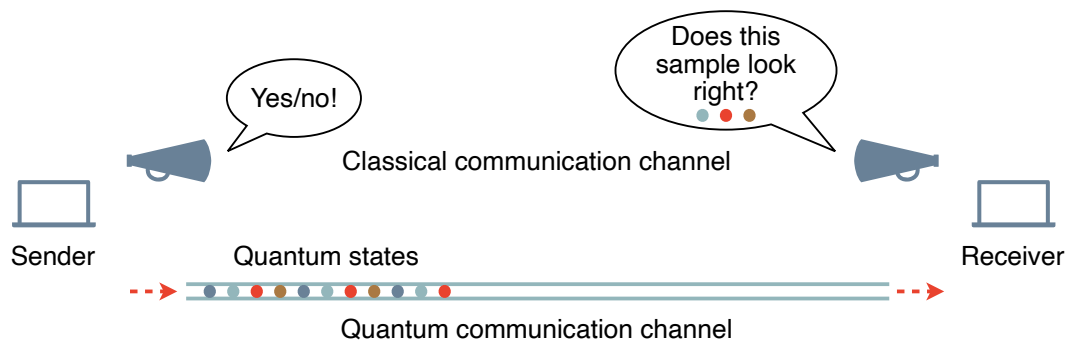 Does this
sample look
right?
Yes/no!
Classical communication channel
Sender
Receiver
Quantum states
Quantum communication channel